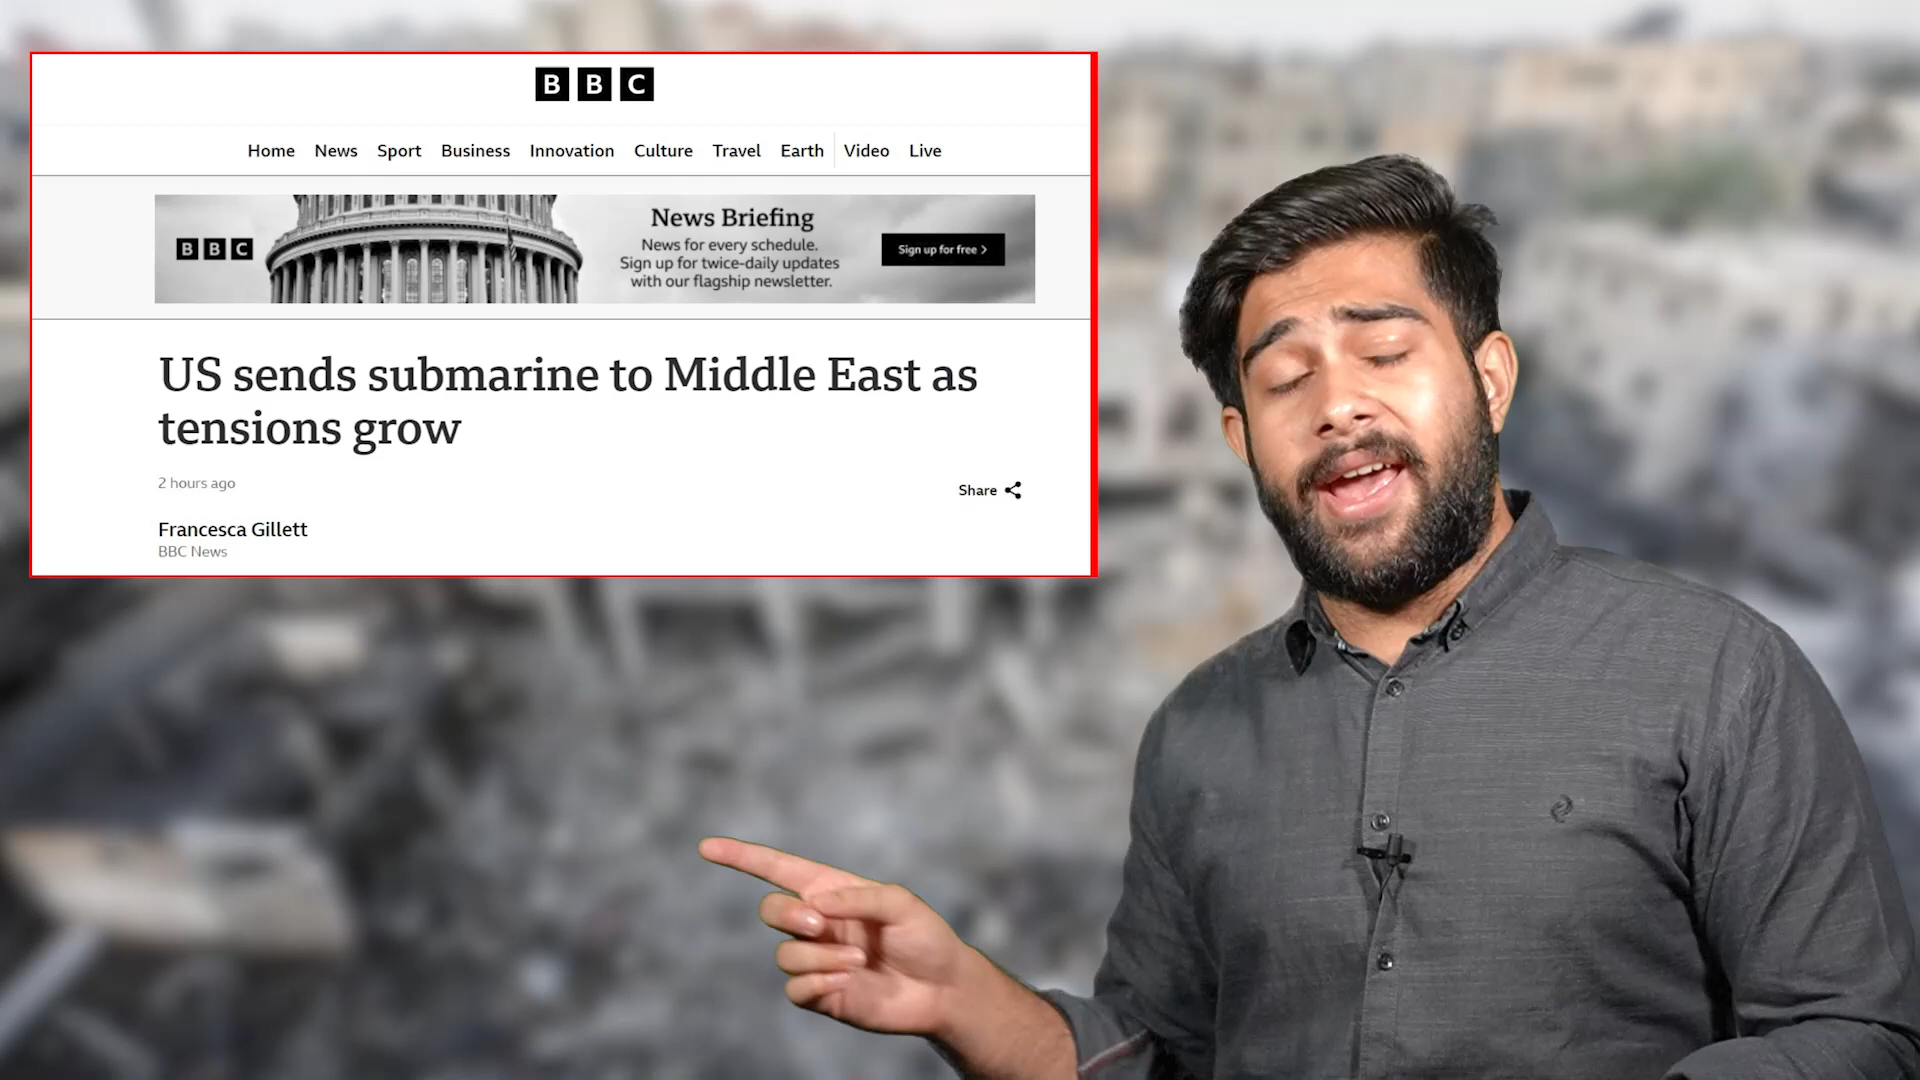 BBC
Home News Sport Business Innovation Culture Travel Earth Video Live
BBC
News Briefing
News for every schedule.
Sign up for twice-daily updates
with our flagship newsletter.
Sign up for free >
US sends submarine to Middle East as
tensions grow
2 hours ago
Share
Francesca Gillett
BBC News